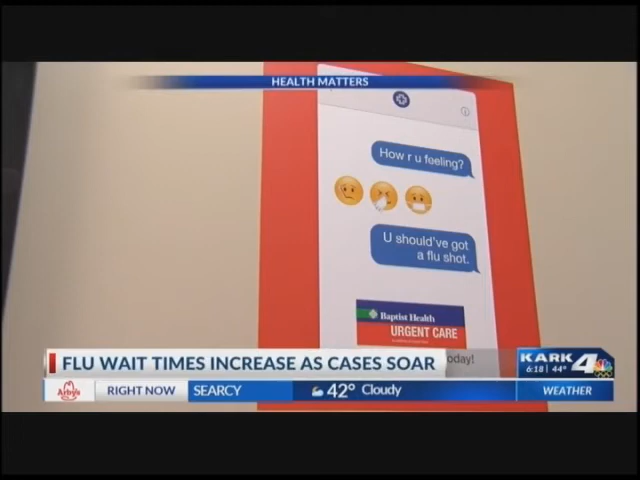 HEALTH MATTERS
How r u feeling?
U should've got
a flu shot.
Baptist Health
URGENT CARE
oday!
FLU WAIT TIMES INCREASE AS CASES SOAR
KARK 4
6:18 44°
Arby's
RIGHT NOW SEARCY 42° Cloudy WEATHER